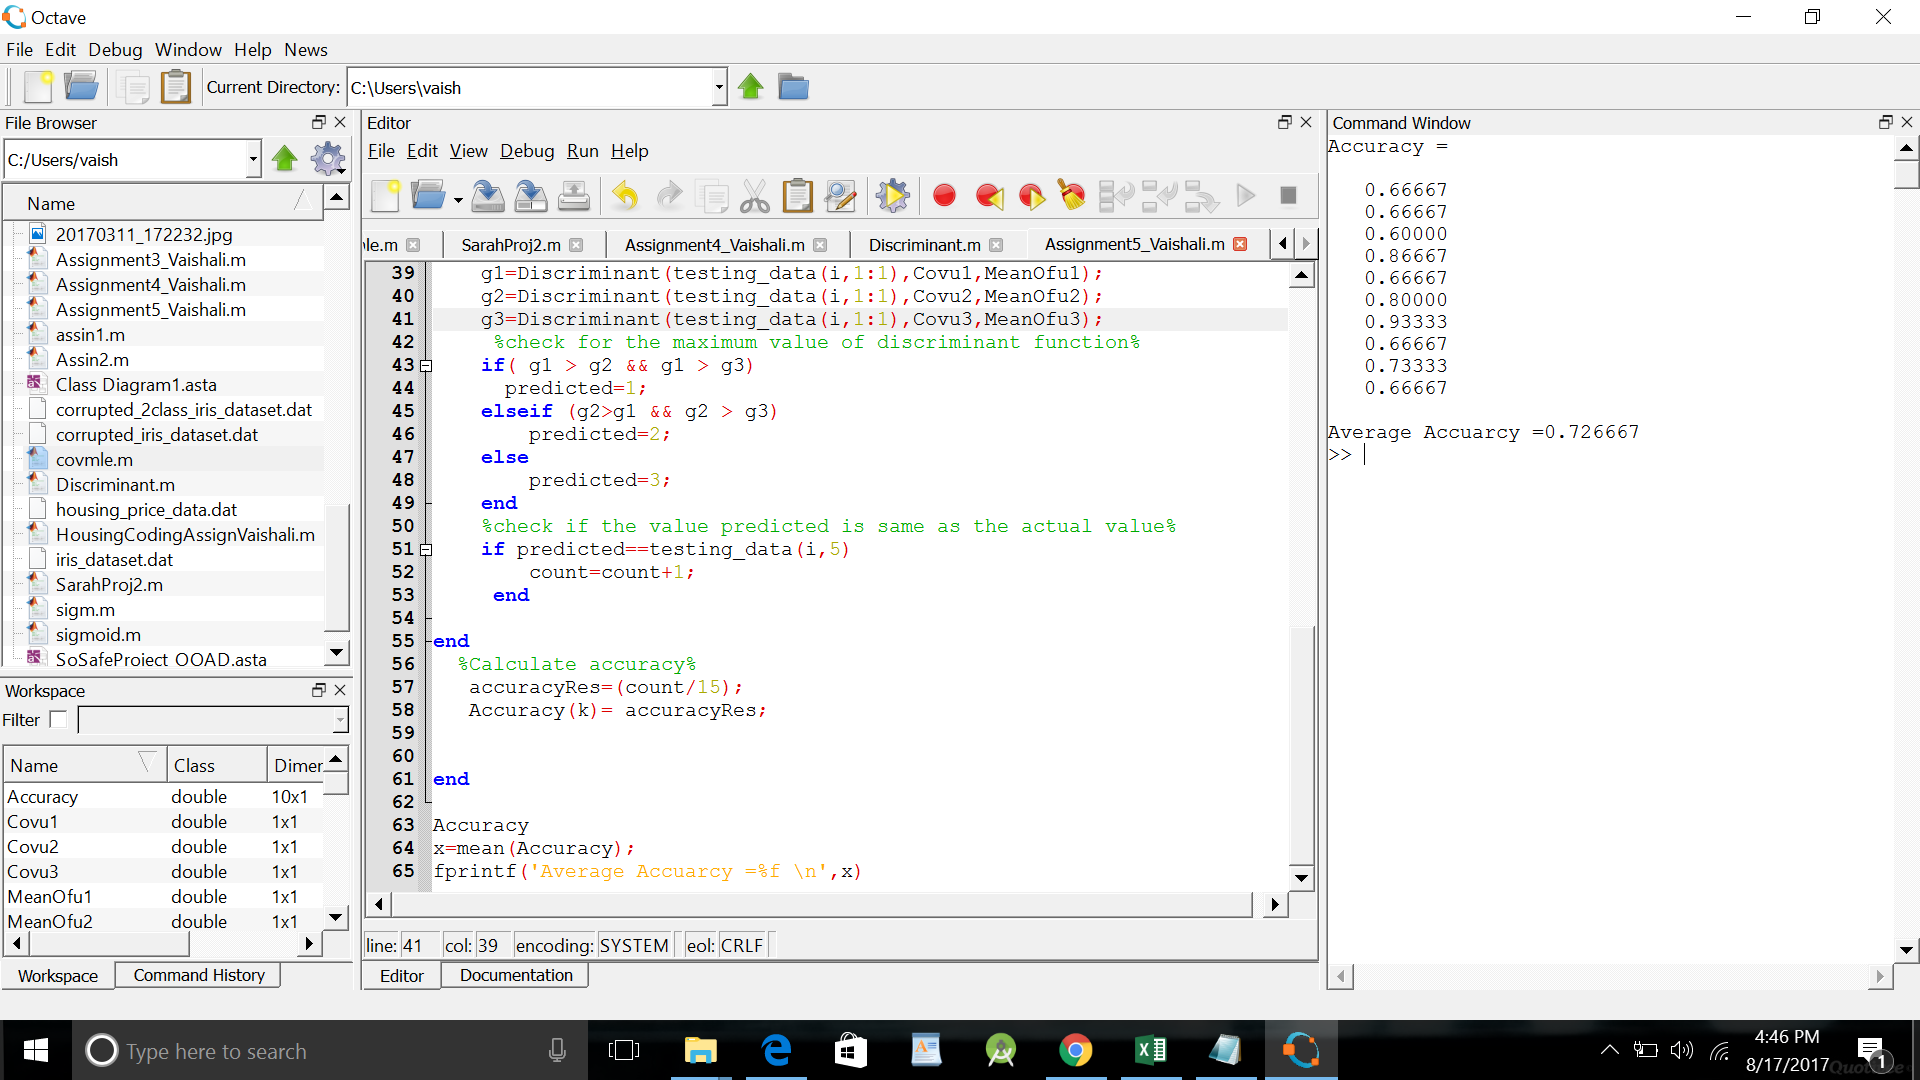 Octave
File Edit Debug Window Help News
Current Directory: C:\Users\vaish
File Browser
C:/Users/vaish
Name
20170311_172232.jpg
Assignment3_Vaishali.m
Assignment4_Vaishali.m
Assignment5_Vaishali.m
assin1.m
Assin2.m
Class Diagram1.asta
corrupted_2class_iris_dataset.dat
corrupted_iris_dataset.dat
covmle.m
Discriminant.m
housing_price_data.dat
HousingCodingAssignVaishali.m
iris_dataset.dat
SarahProj2.m
sigm.m
sigmoid.m
SoSafeProject OOAD.asta
Workspace
Filter
Name Class Dimer
Accuracy double 10x1
Covu1 double 1x1
Covu2 double 1x1
Covu3 double 1x1
MeanOfu1 double 1x1
MeanOfu2 double 1x1
Workspace Command History
Editor
File Edit View Debug Run Help
le.m SarahProj2.m Assignment4_Vaishali.m Discriminant.m Assignment5_Vaishali.m
39 g1=Discriminant(testing_data(i,1:1),Covu1,MeanOfu1);
40 g2=Discriminant(testing_data(i,1:1),Covu2,MeanOfu2);
41 g3=Discriminant(testing_data(i,1:1),Covu3,MeanOfu3);
42 %check for the maximum value of discriminant function%
43 if( g1 > g2 && g1 > g3)
44 predicted=1;
45 elseif (g2>g1 && g2 > g3)
46 predicted=2;
47 else
48 predicted=3;
49 end
50 %check if the value predicted is same as the actual value%
51 if predicted==testing_data(i,5)
52 count=count+1;
53 end
54
55 end
56 %Calculate accuracy%
57 accuracyRes=(count/15);
58 Accuracy(k)= accuracyRes;
59
60
61 end
62
63 Accuracy
64 x=mean(Accuracy);
65 fprintf('Average Accuarcy =%f \n',x)
line: 41 col: 39 encoding: SYSTEM eol: CRLF
Editor Documentation
Command Window
Accuracy =
0.66667
0.66667
0.60000
0.86667
0.66667
0.80000
0.93333
0.66667
0.73333
0.66667
Average Accuarcy =0.726667
>>
Type here to search
4:46 PM
8/17/2017
1